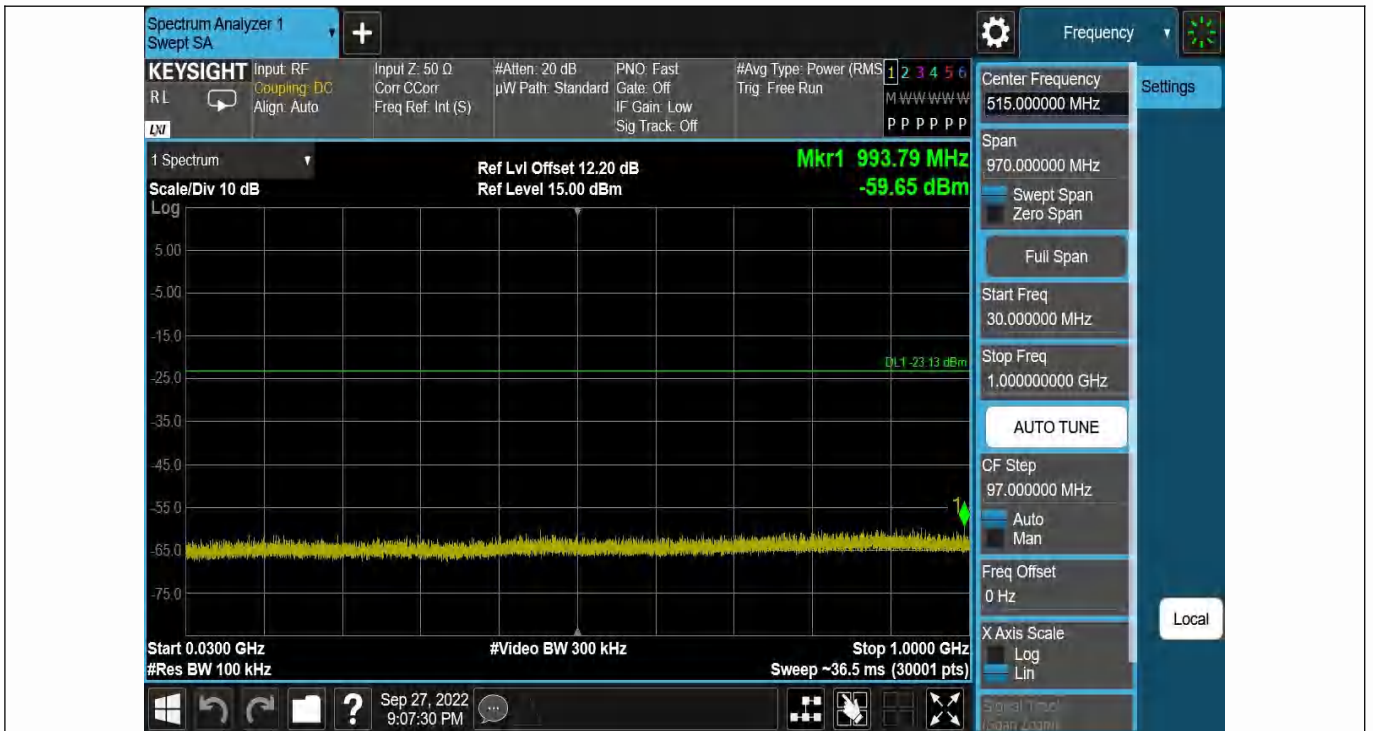 Spectrum Analyzer 1
Swept SA
+
Frequency
KEYSIGHT
R L
LXI
Input: RF
Coupling: DC
Align: Auto
Input Z: 50 Ω
Corr CCorr
Freq Ref: Int (S)
#Atten: 20 dB
µW Path: Standard
PNO: Fast
Gate: Off
IF Gain: Low
Sig Track: Off
#Avg Type: Power (RMS
Trig: Free Run
1 2 3 4 5 6
M W W W W W
P P P P P P
Center Frequency
515.000000 MHz
Settings
Span
970.000000 MHz
Swept Span
Zero Span
Full Span
Start Freq
30.000000 MHz
Stop Freq
1.000000000 GHz
AUTO TUNE
CF Step
97.000000 MHz
Auto
Man
Freq Offset
0 Hz
X Axis Scale
Log
Lin
Signal Track
(Span Zoom)
Local
1 Spectrum
Scale/Div 10 dB
Ref Lvl Offset 12.20 dB
Ref Level 15.00 dBm
Mkr1 993.79 MHz
-59.65 dBm
Log
5.00
-5.00
-15.0
DL1 -23.13 dBm
-25.0
-35.0
-45.0
-55.0
1
-65.0
-75.0
Start 0.0300 GHz
#Video BW 300 kHz
Stop 1.0000 GHz
#Res BW 100 kHz
Sweep ~36.5 ms (30001 pts)
?
Sep 27, 2022
9:07:30 PM